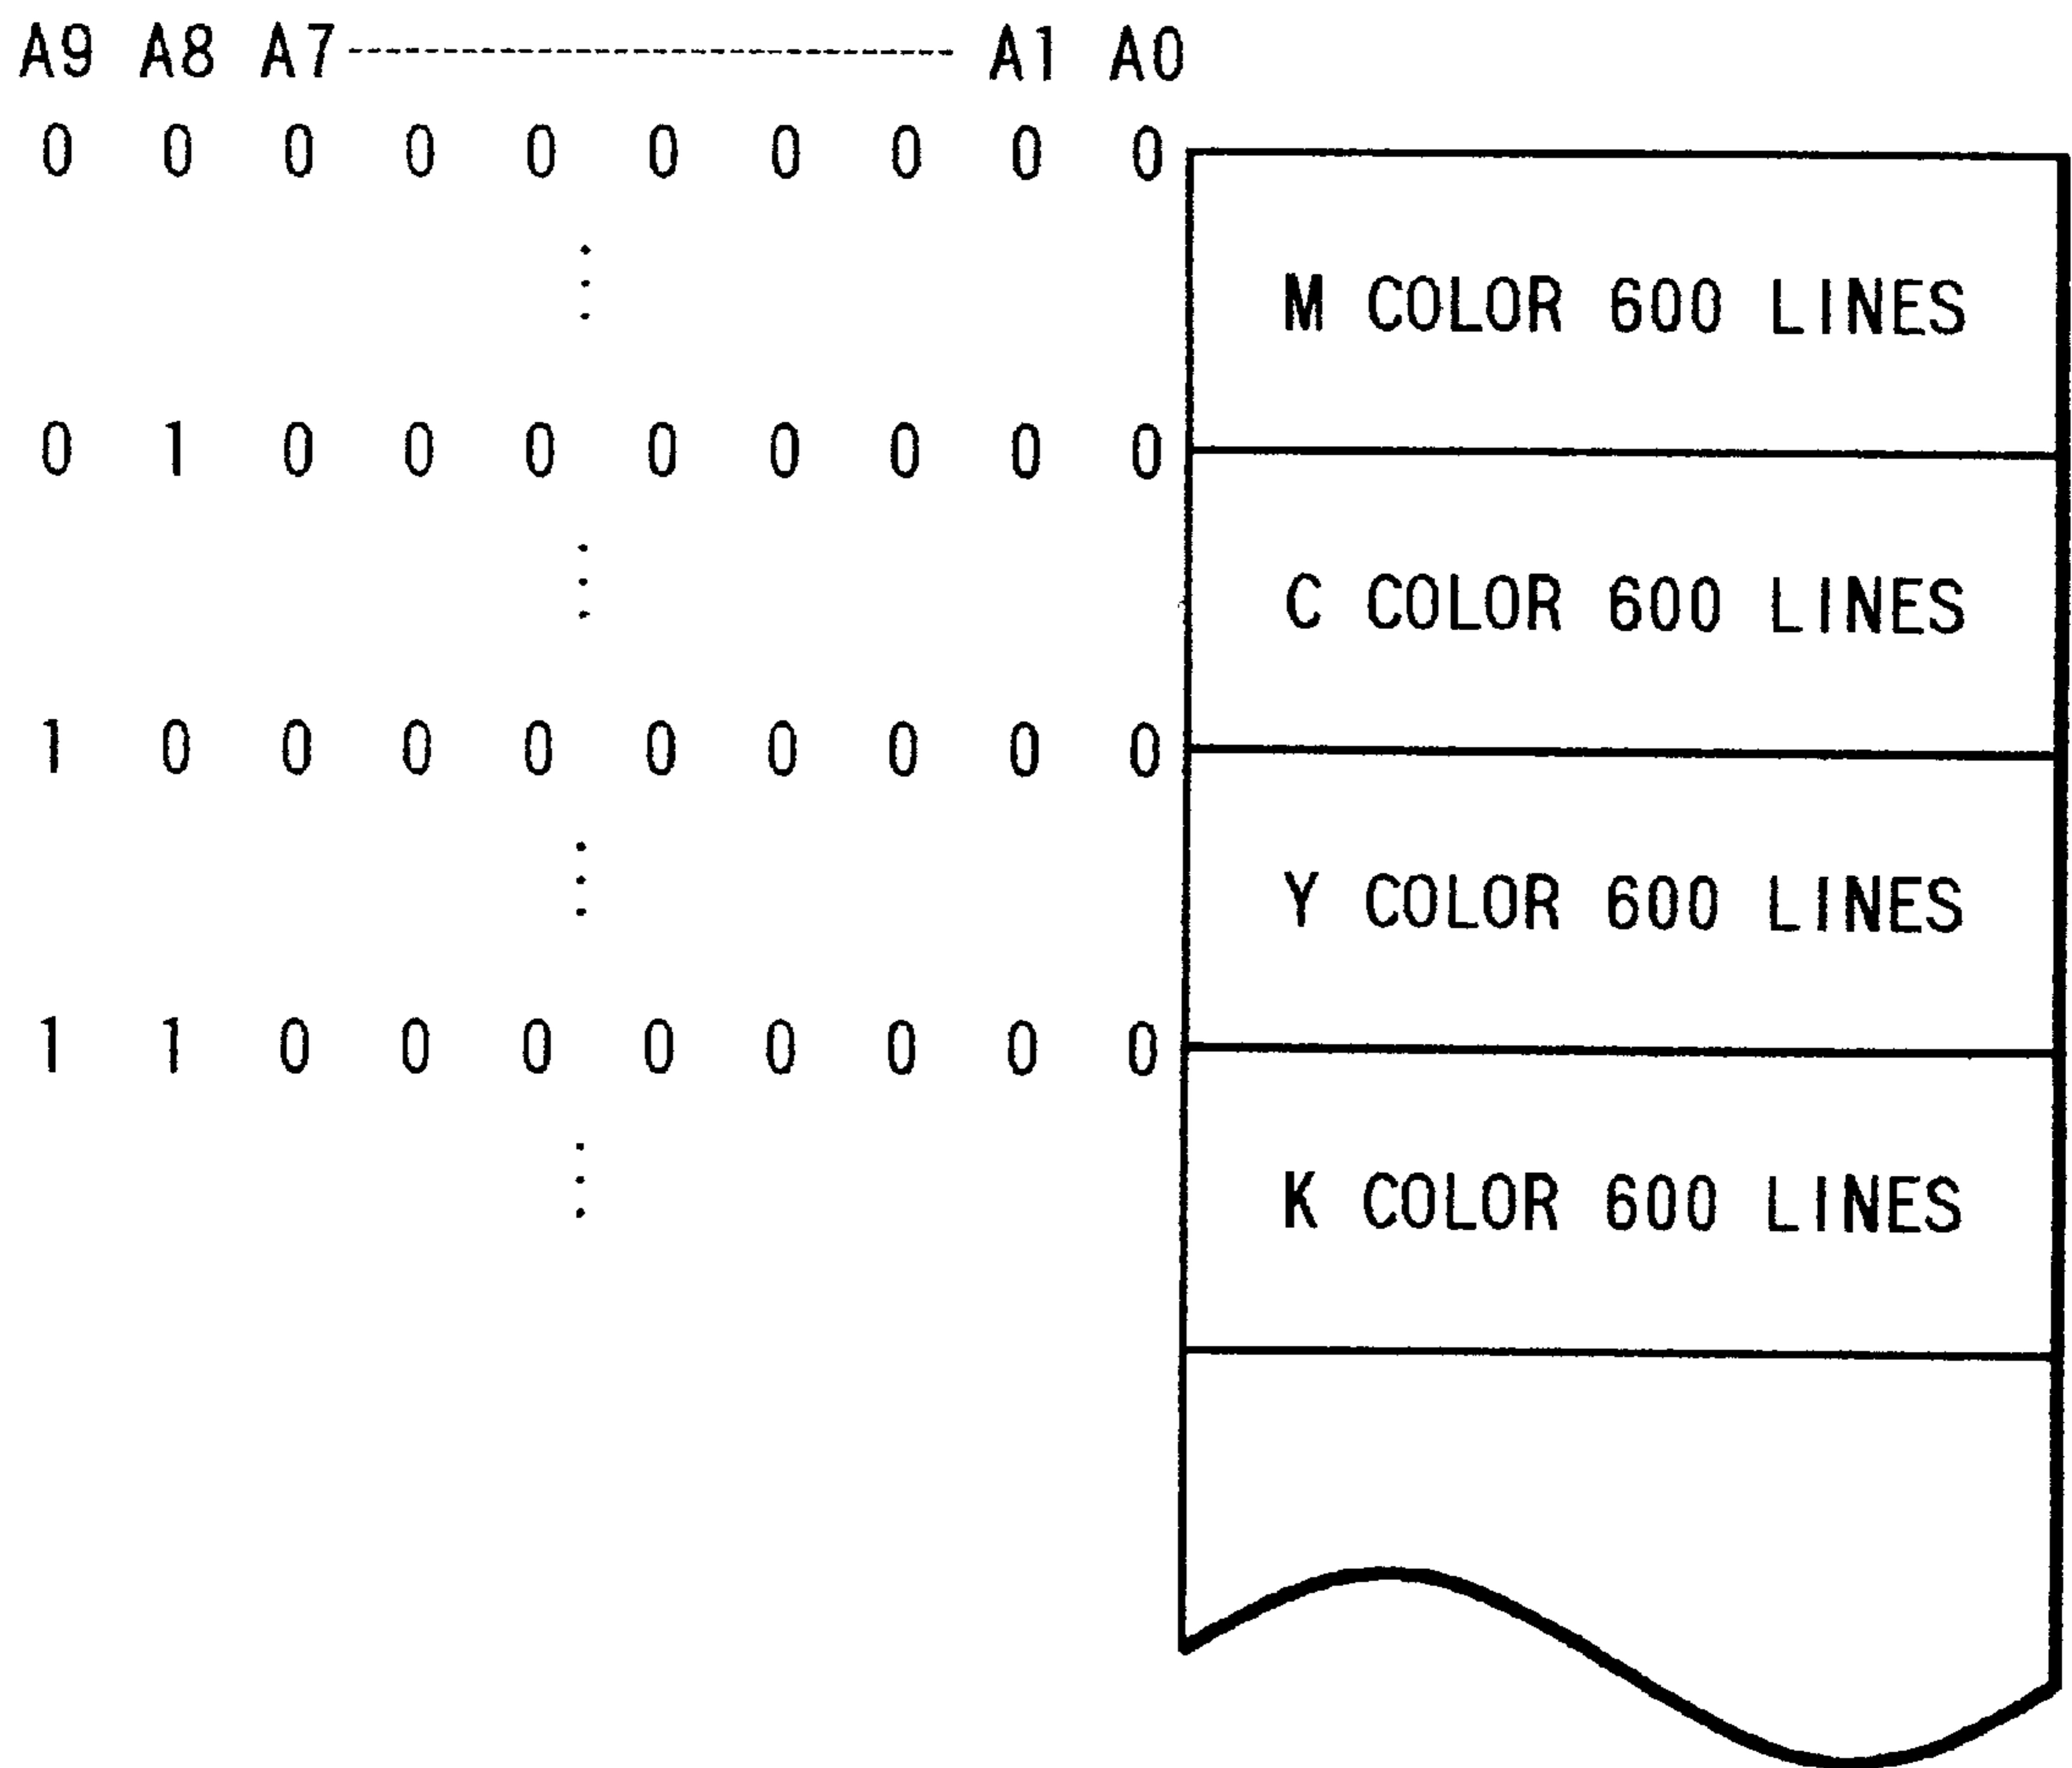 A9 A8 A7 A1 A0
0 0 0 0 0 0 0 0 0 0
M COLOR 600 LINES
0 1 0 0 0 0 0 0 0 0
C COLOR 600 LINES
1 0 0 0 0 0 0 0 0 0
Y COLOR 600 LINES
1 1 0 0 0 0 0 0 0 0
K COLOR 600 LINES